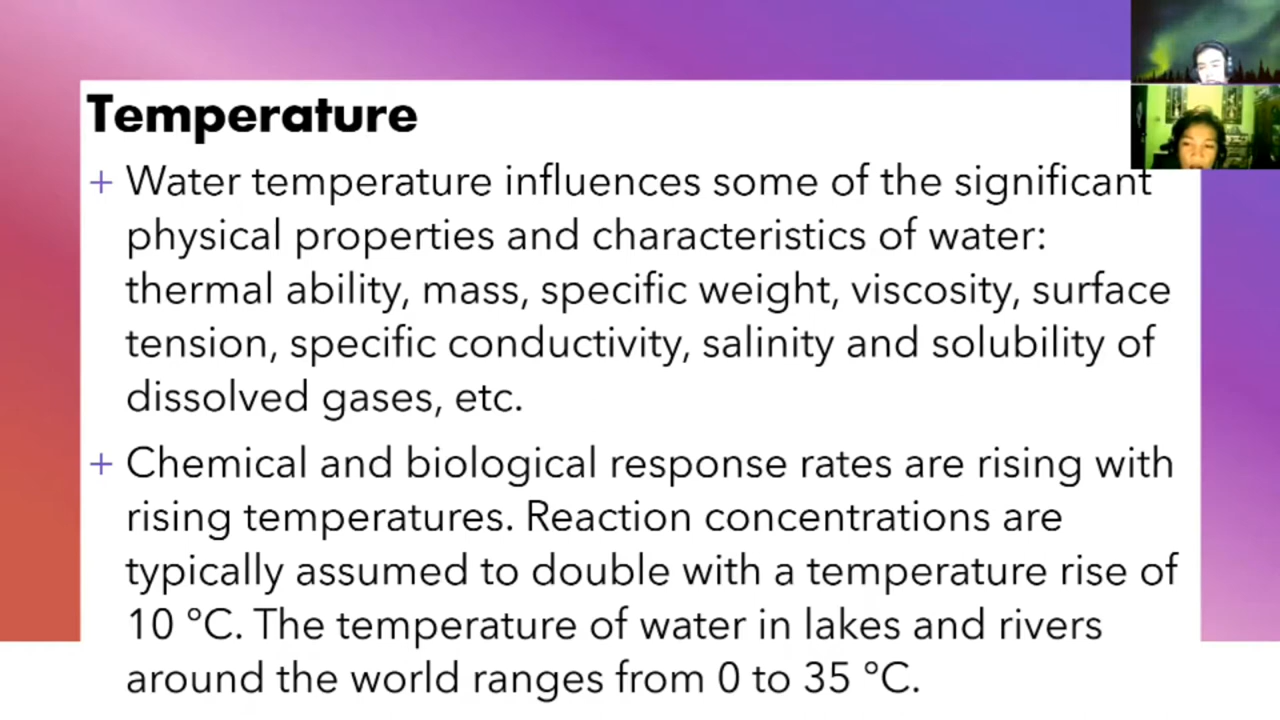 Temperature
+ Water temperature influences some of the significant
physical properties and characteristics of water:
thermal ability, mass, specific weight, viscosity, surface
tension, specific conductivity, salinity and solubility of
dissolved gases, etc.
+ Chemical and biological response rates are rising with
rising temperatures. Reaction concentrations are
typically assumed to double with a temperature rise of
10 °C. The temperature of water in lakes and rivers
around the world ranges from 0 to 35 °C.